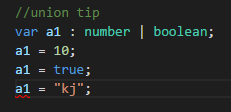 //union tip
var a1 : number | boolean;
a1 = 10;
a1 = true;
a1 = "kj";